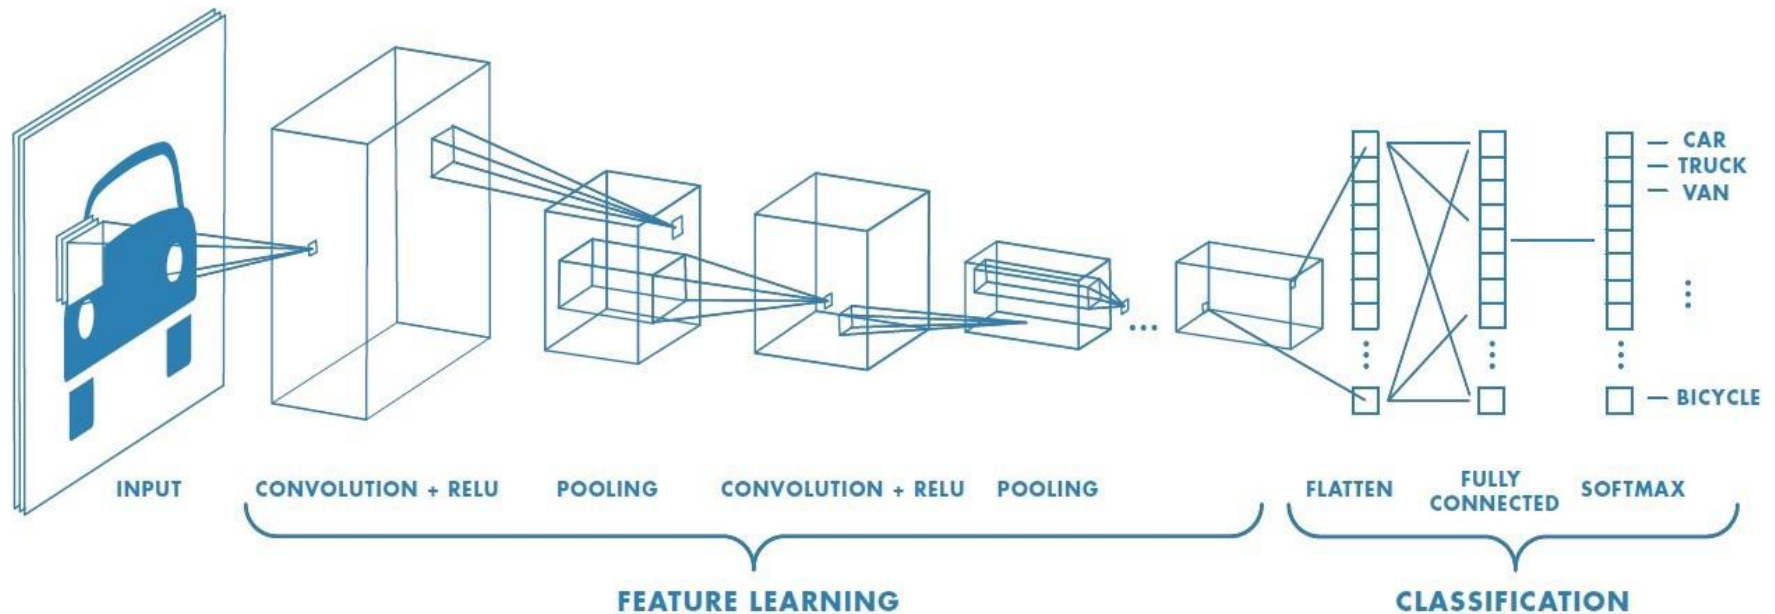 CAR
TRUCK
VAN
BICYCLE
INPUT
CONVOLUTION + RELU
POOLING
CONVOLUTION + RELU
POOLING
FLATTEN
FULLY
CONNECTED
SOFTMAX
FEATURE LEARNING
CLASSIFICATION